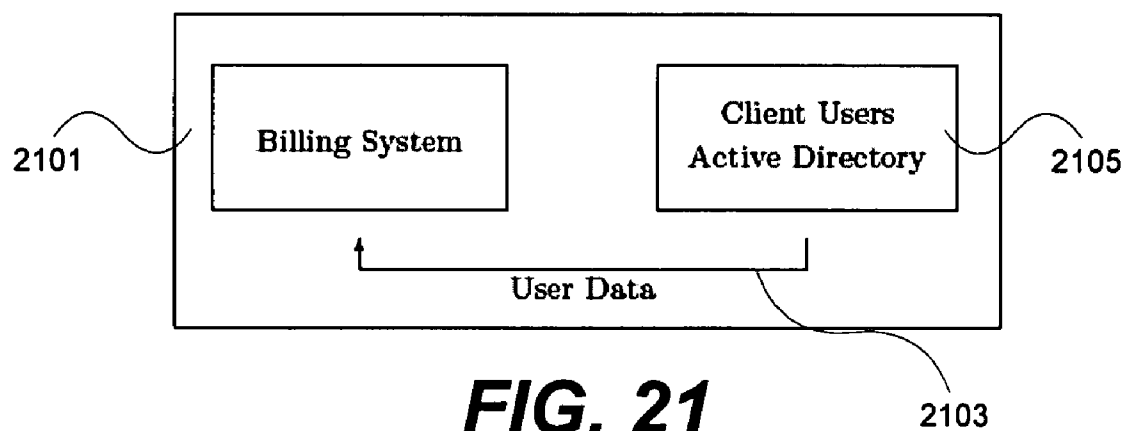 Billing System
Client Users
Active Directory
2101
2105
User Data
2103
FIG. 21